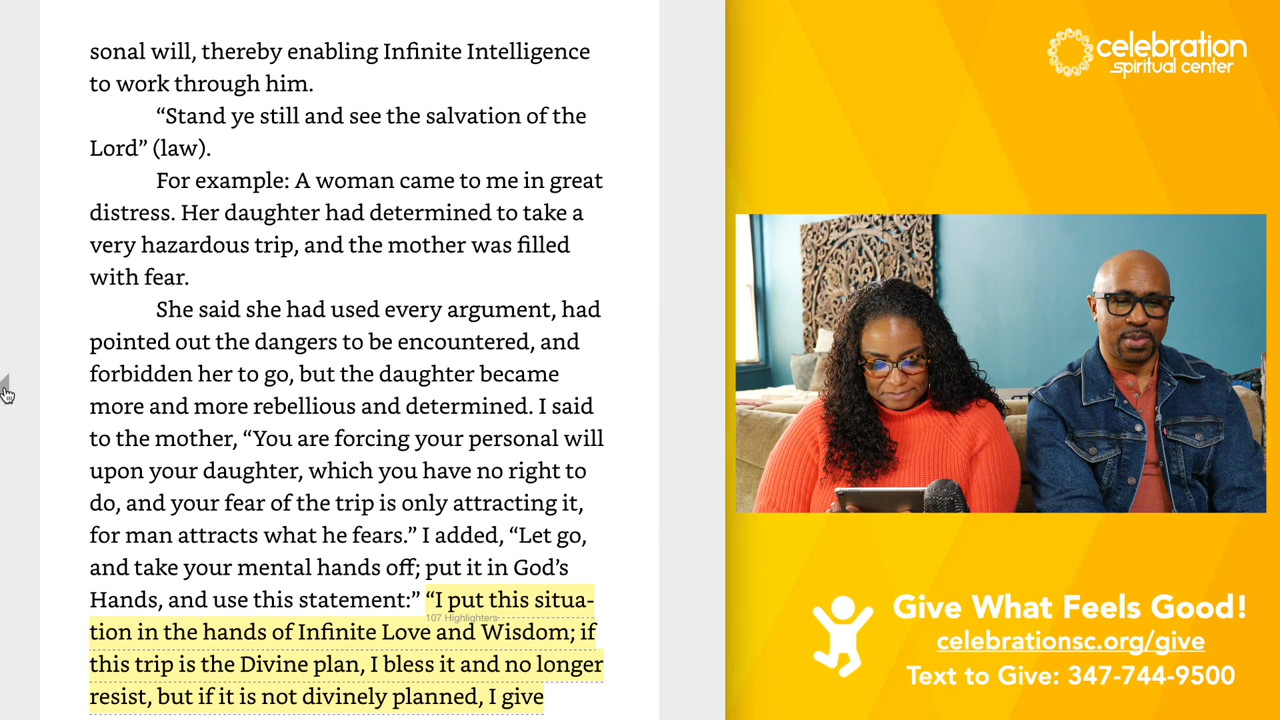 sonal will, thereby enabling Infinite Intelligence
to work through him.
“Stand ye still and see the salvation of the
Lord” (law).
For example: A woman came to me in great
distress. Her daughter had determined to take a
very hazardous trip, and the mother was filled
with fear.
She said she had used every argument, had
pointed out the dangers to be encountered, and
forbidden her to go, but the daughter became
more and more rebellious and determined. I said
to the mother, “You are forcing your personal will
upon your daughter, which you have no right to
do, and your fear of the trip is only attracting it,
for man attracts what he fears.” I added, “Let go,
and take your mental hands off; put it in God’s
Hands, and use this statement:” “I put this situa-
107 Highlighters
tion in the hands of Infinite Love and Wisdom; if
this trip is the Divine plan, I bless it and no longer
resist, but if it is not divinely planned, I give
celebration
spiritual center
Give What Feels Good!
celebrationsc.org/give
Text to Give: 347-744-9500